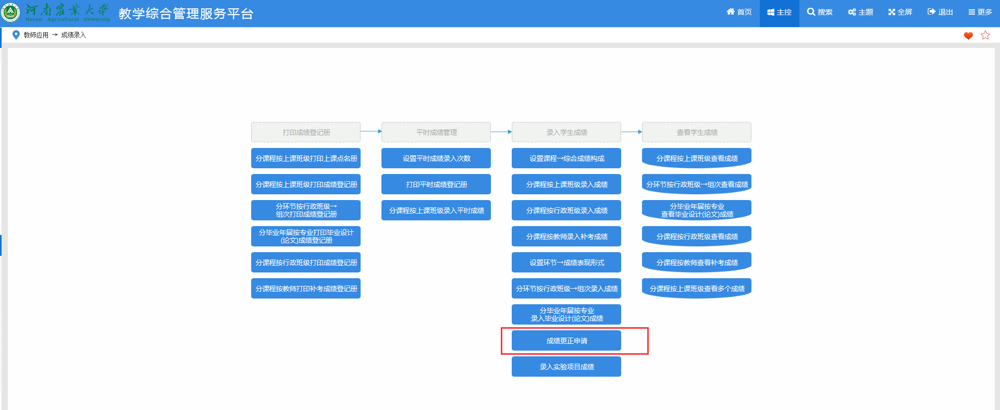 河南农业大学
Henan Agricultural University
教学综合管理服务平台
首页
主控
搜索
主题
全屏
退出
更多
教师应用 → 成绩录入
打印成绩登记册
分课程按上课班级打印上课点名册
分课程按上课班级打印成绩登记册
分环节按行政班级→
组次打印成绩登记册
分毕业年届按专业打印毕业设计
(论文)成绩登记册
分课程按行政班级打印成绩登记册
分课程按教师打印补考成绩登记册
平时成绩管理
设置平时成绩录入次数
打印平时成绩登记册
分课程按上课班级录入平时成绩
录入学生成绩
设置课程→综合成绩构成
分课程按上课班级录入成绩
分课程按行政班级录入成绩
分课程按教师录入补考成绩
设置环节→成绩表现形式
分环节按行政班级→组次录入成绩
分毕业年届按专业
录入毕业设计(论文)成绩
成绩更正申请
录入实验项目成绩
查看学生成绩
分课程按上课班级查看成绩
分环节按行政班级→组次查看成绩
分毕业年届按专业
查看毕业设计(论文)成绩
分课程按行政班级查看成绩
分课程按教师查看补考成绩
分课程按上课班级查看多个成绩